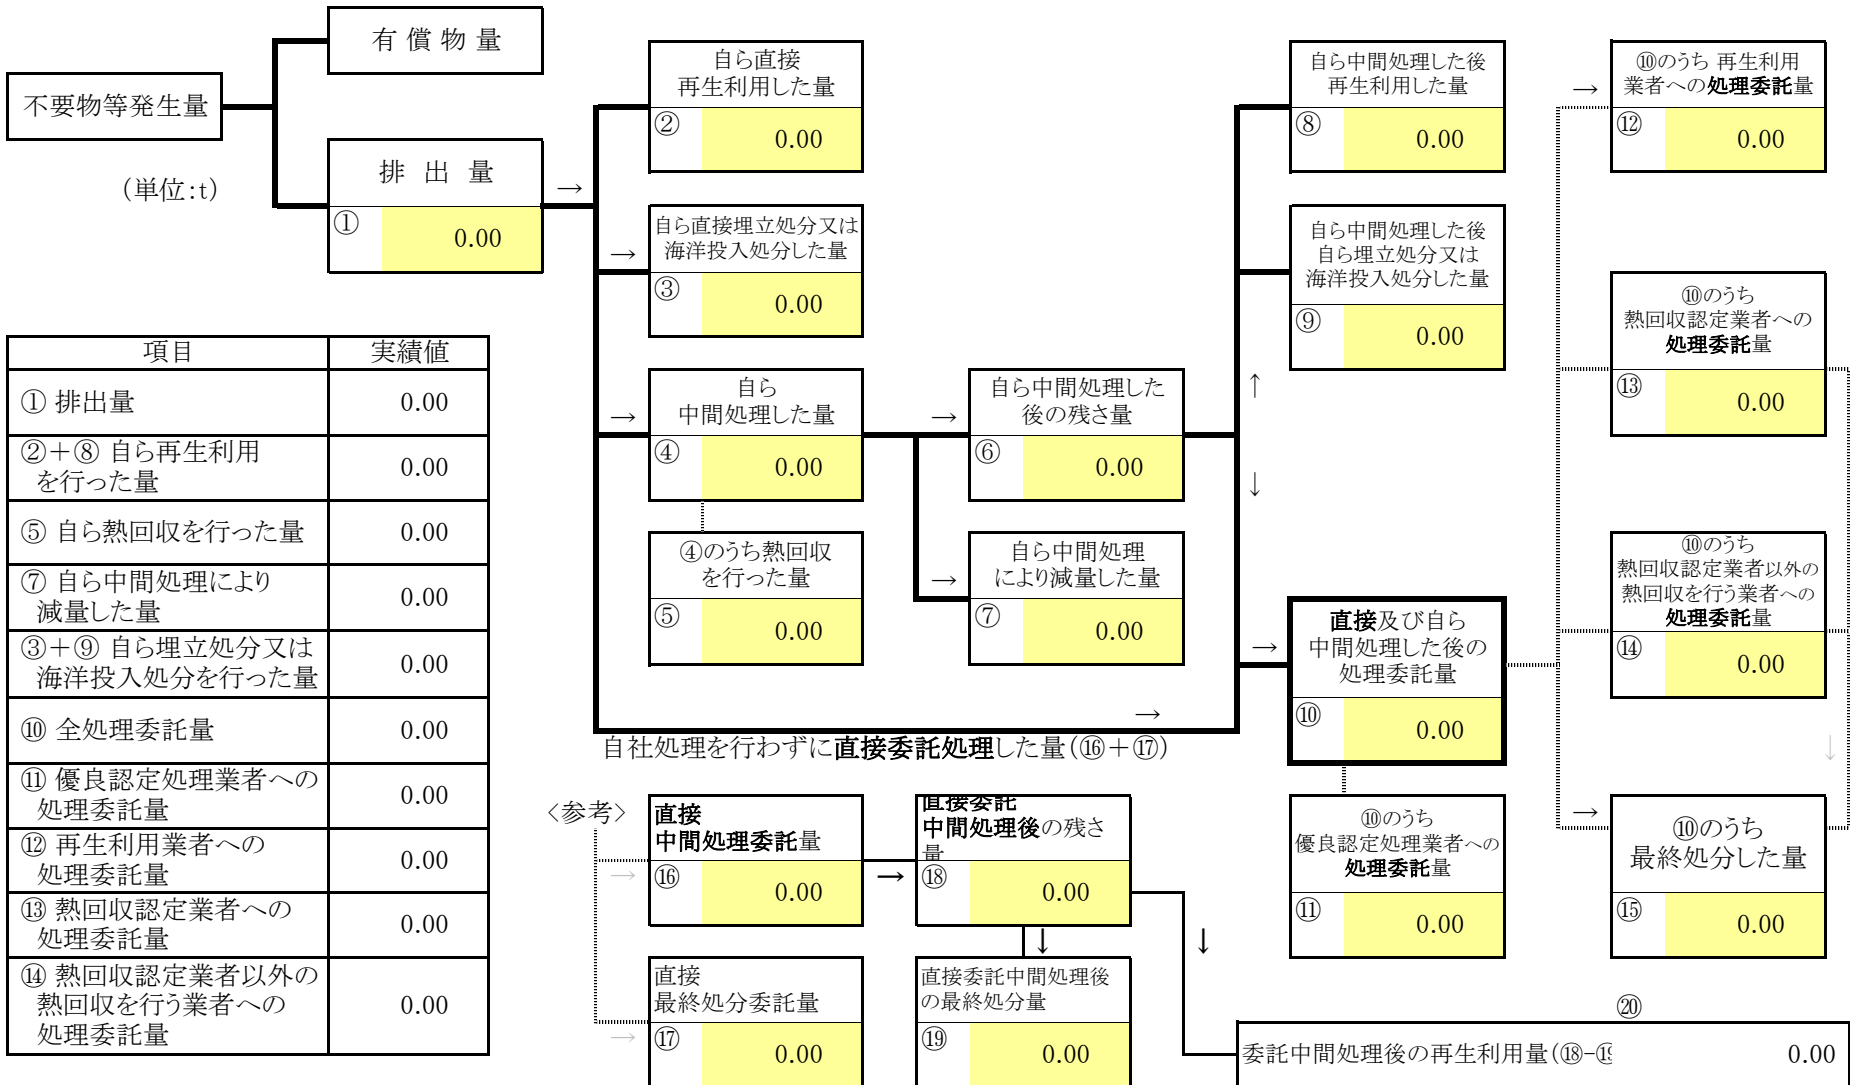 不要物等発生量
(単位:t)
有 償 物 量
排 出 量
→
① 0.00
自ら直接
再生利用した量
② 0.00
→
自ら直接埋立処分又は
海洋投入処分した量
③ 0.00
→
自ら
中間処理した量
④ 0.00
④のうち熱回収
を行った量
⑤ 0.00
→
自ら中間処理した
後の残さ量
⑥ 0.00
→
自ら中間処理
により減量した量
⑦ 0.00
自ら中間処理した後
再生利用した量
⑧ 0.00
自ら中間処理した後
自ら埋立処分又は
海洋投入処分した量
⑨ 0.00
↑
↓
→
直接及び自ら
中間処理した後の
処理委託量
⑩ 0.00
→
自社処理を行わずに直接委託処理した量(⑯+⑰)
⑩のうち
優良認定処理業者への
処理委託量
⑪ 0.00
→
⑩のうち 再生利用
業者への処理委託量
⑫ 0.00
⑩のうち
熱回収認定業者への
処理委託量
⑬ 0.00
⑩のうち
熱回収認定業者以外の
熱回収を行う業者への
処理委託量
⑭ 0.00
↓
→
⑩のうち
最終処分した量
⑮ 0.00
項目 実績値
① 排出量 0.00
②+⑧ 自ら再生利用
を行った量 0.00
⑤ 自ら熱回収を行った量 0.00
⑦ 自ら中間処理により
減量した量 0.00
③+⑨ 自ら埋立処分又は
海洋投入処分を行った量 0.00
⑩ 全処理委託量 0.00
⑪ 優良認定処理業者への
処理委託量 0.00
⑫ 再生利用業者への
処理委託量 0.00
⑬ 熱回収認定業者への
処理委託量 0.00
⑭ 熱回収認定業者以外の
熱回収を行う業者への
処理委託量 0.00
<参考>
→
直接
中間処理委託量
⑯ 0.00
→
直接委託
中間処理後の残さ
量
⑱ 0.00
↓
↓
→
直接
最終処分委託量
⑰ 0.00
直接委託中間処理後
の最終処分量
⑲ 0.00
⑳
委託中間処理後の再生利用量(⑱-⑲ 0.00